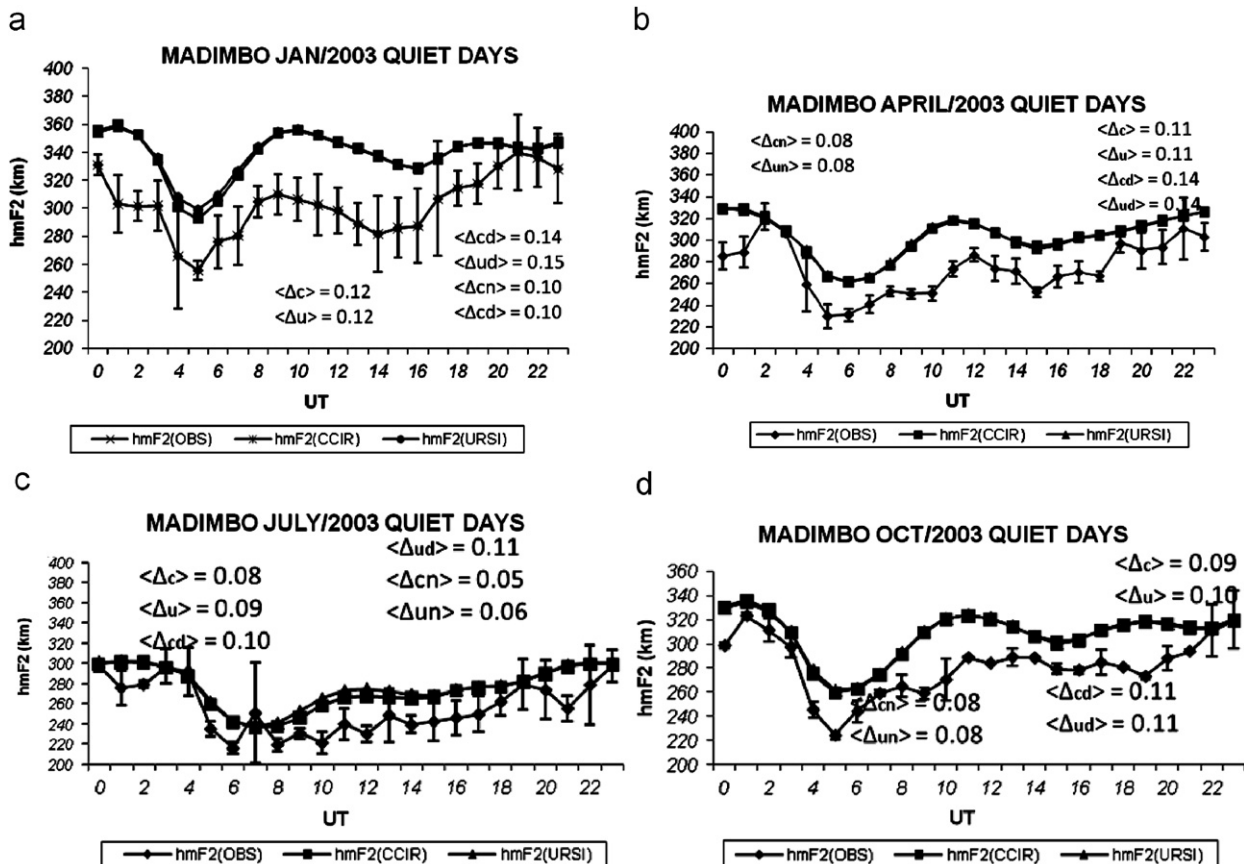 a
MADIMBO JAN/2003 QUIET DAYS
hmF2 (km)
400
380
360
340
320
300
280
260
240
220
200
<Δcd> = 0.14
<Δud> = 0.15
<Δc> = 0.12
<Δcn> = 0.10
<Δu> = 0.12
<Δcd> = 0.10
0 2 4 6 8 10 12 14 16 18 20 22
UT
hmF2(OBS) hmF2(CCIR) hmF2(URSI)
b
MADIMBO APRIL/2003 QUIET DAYS
hmF2 (km)
400
380
360
340
320
300
280
260
240
220
200
<Δcn> = 0.08
<Δun> = 0.08
<Δc> = 0.11
<Δu> = 0.11
<Δcd> = 0.14
<Δud> = 0.14
0 2 4 6 8 10 12 14 16 18 20 22
UT
hmF2(OBS) hmF2(CCIR) hmF2(URSI)
c
MADIMBO JULY/2003 QUIET DAYS
<Δud> = 0.11
<Δc> = 0.08
<Δcn> = 0.05
<Δu> = 0.09
<Δun> = 0.06
<Δcd> = 0.10
hmF2 (km)
400
380
360
340
320
300
280
260
240
220
200
0 2 4 6 8 10 12 14 16 18 20 22
UT
hmF2(OBS) hmF2(CCIR) hmF2(URSI)
d
MADIMBO OCT/2003 QUIET DAYS
hmF2 (km)
360
340
320
300
280
260
240
220
200
<Δc> = 0.09
<Δu> = 0.10
<Δcn> = 0.08
<Δcd> = 0.11
<Δun> = 0.08
<Δud> = 0.11
0 2 4 6 8 10 12 14 16 18 20 22
UT
hmF2(OBS) hmF2(CCIR) hmF2(URSI)